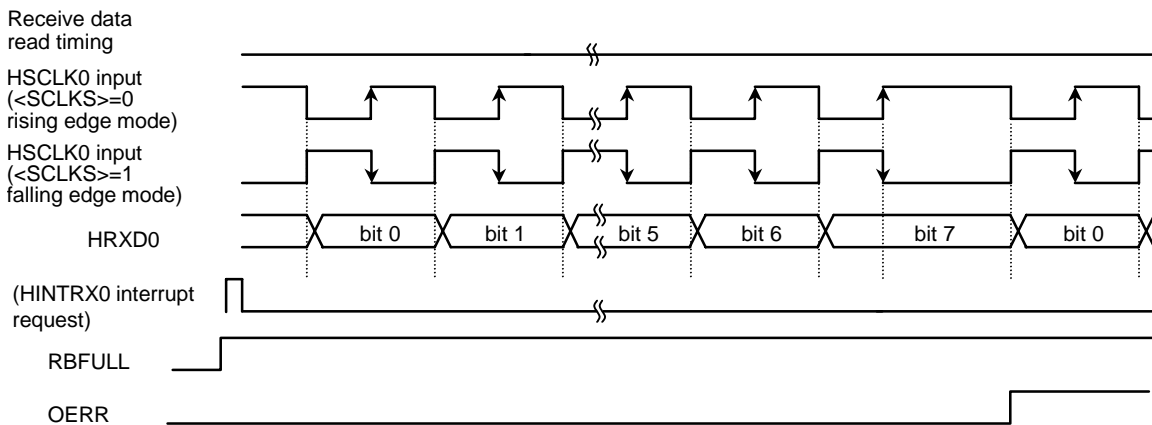 Receive data
read timing
HSCLK0 input
(<SCLKS>=0
rising edge mode)
HSCLK0 input
(<SCLKS>=1
falling edge mode)
HRXD0
bit 0
bit 1
bit 5
bit 6
bit 7
bit 0
(HINTRX0 interrupt
request)
RBFULL
OERR